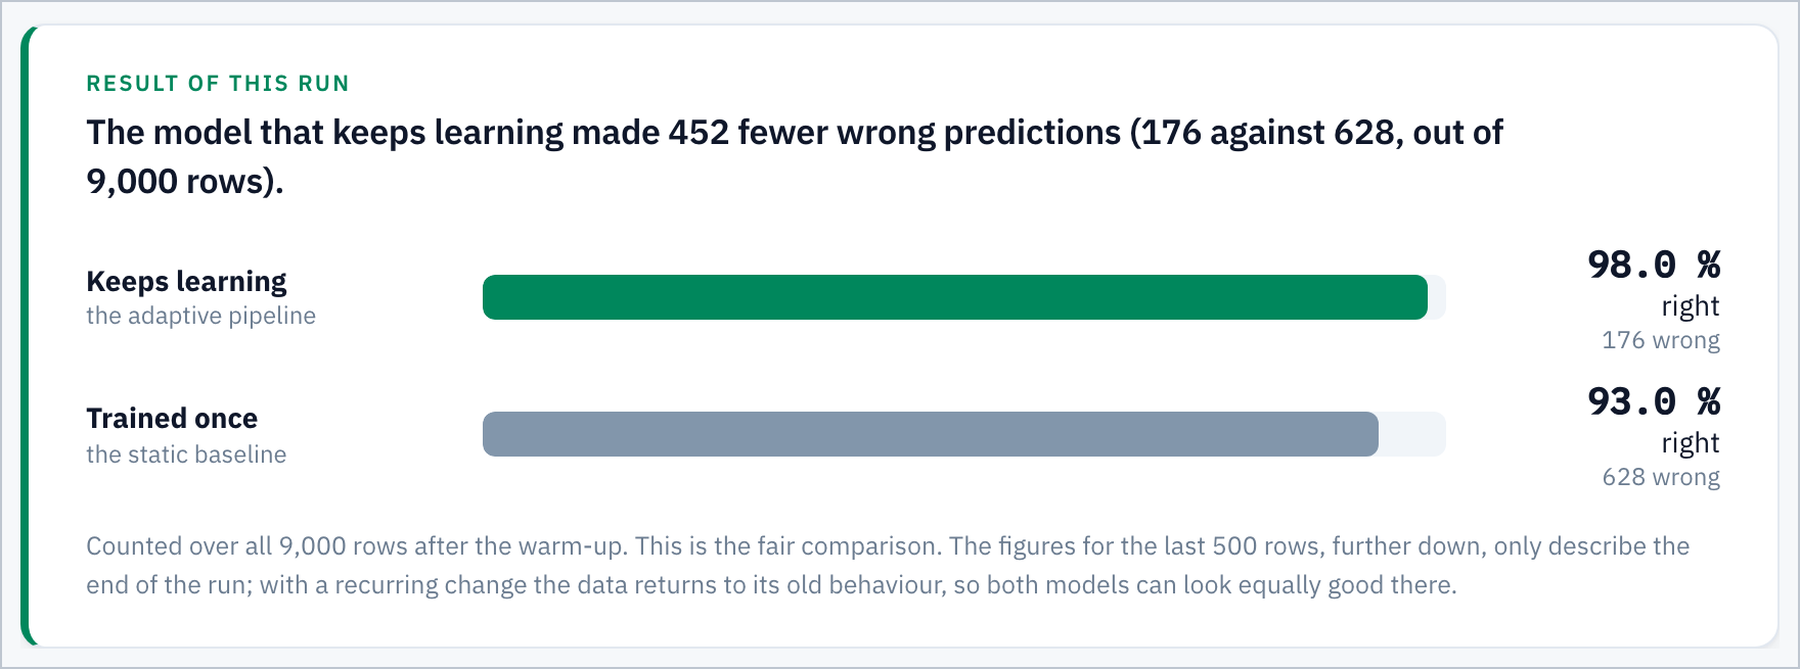 RESULT OF THIS RUN
The model that keeps learning made 452 fewer wrong predictions (176 against 628, out of
9,000 rows).
Keeps learning
the adaptive pipeline
98.0 %
right
176 wrong
Trained once
the static baseline
93.0 %
right
628 wrong
Counted over all 9,000 rows after the warm-up. This is the fair comparison. The figures for the last 500 rows, further down, only describe the
end of the run; with a recurring change the data returns to its old behaviour, so both models can look equally good there.